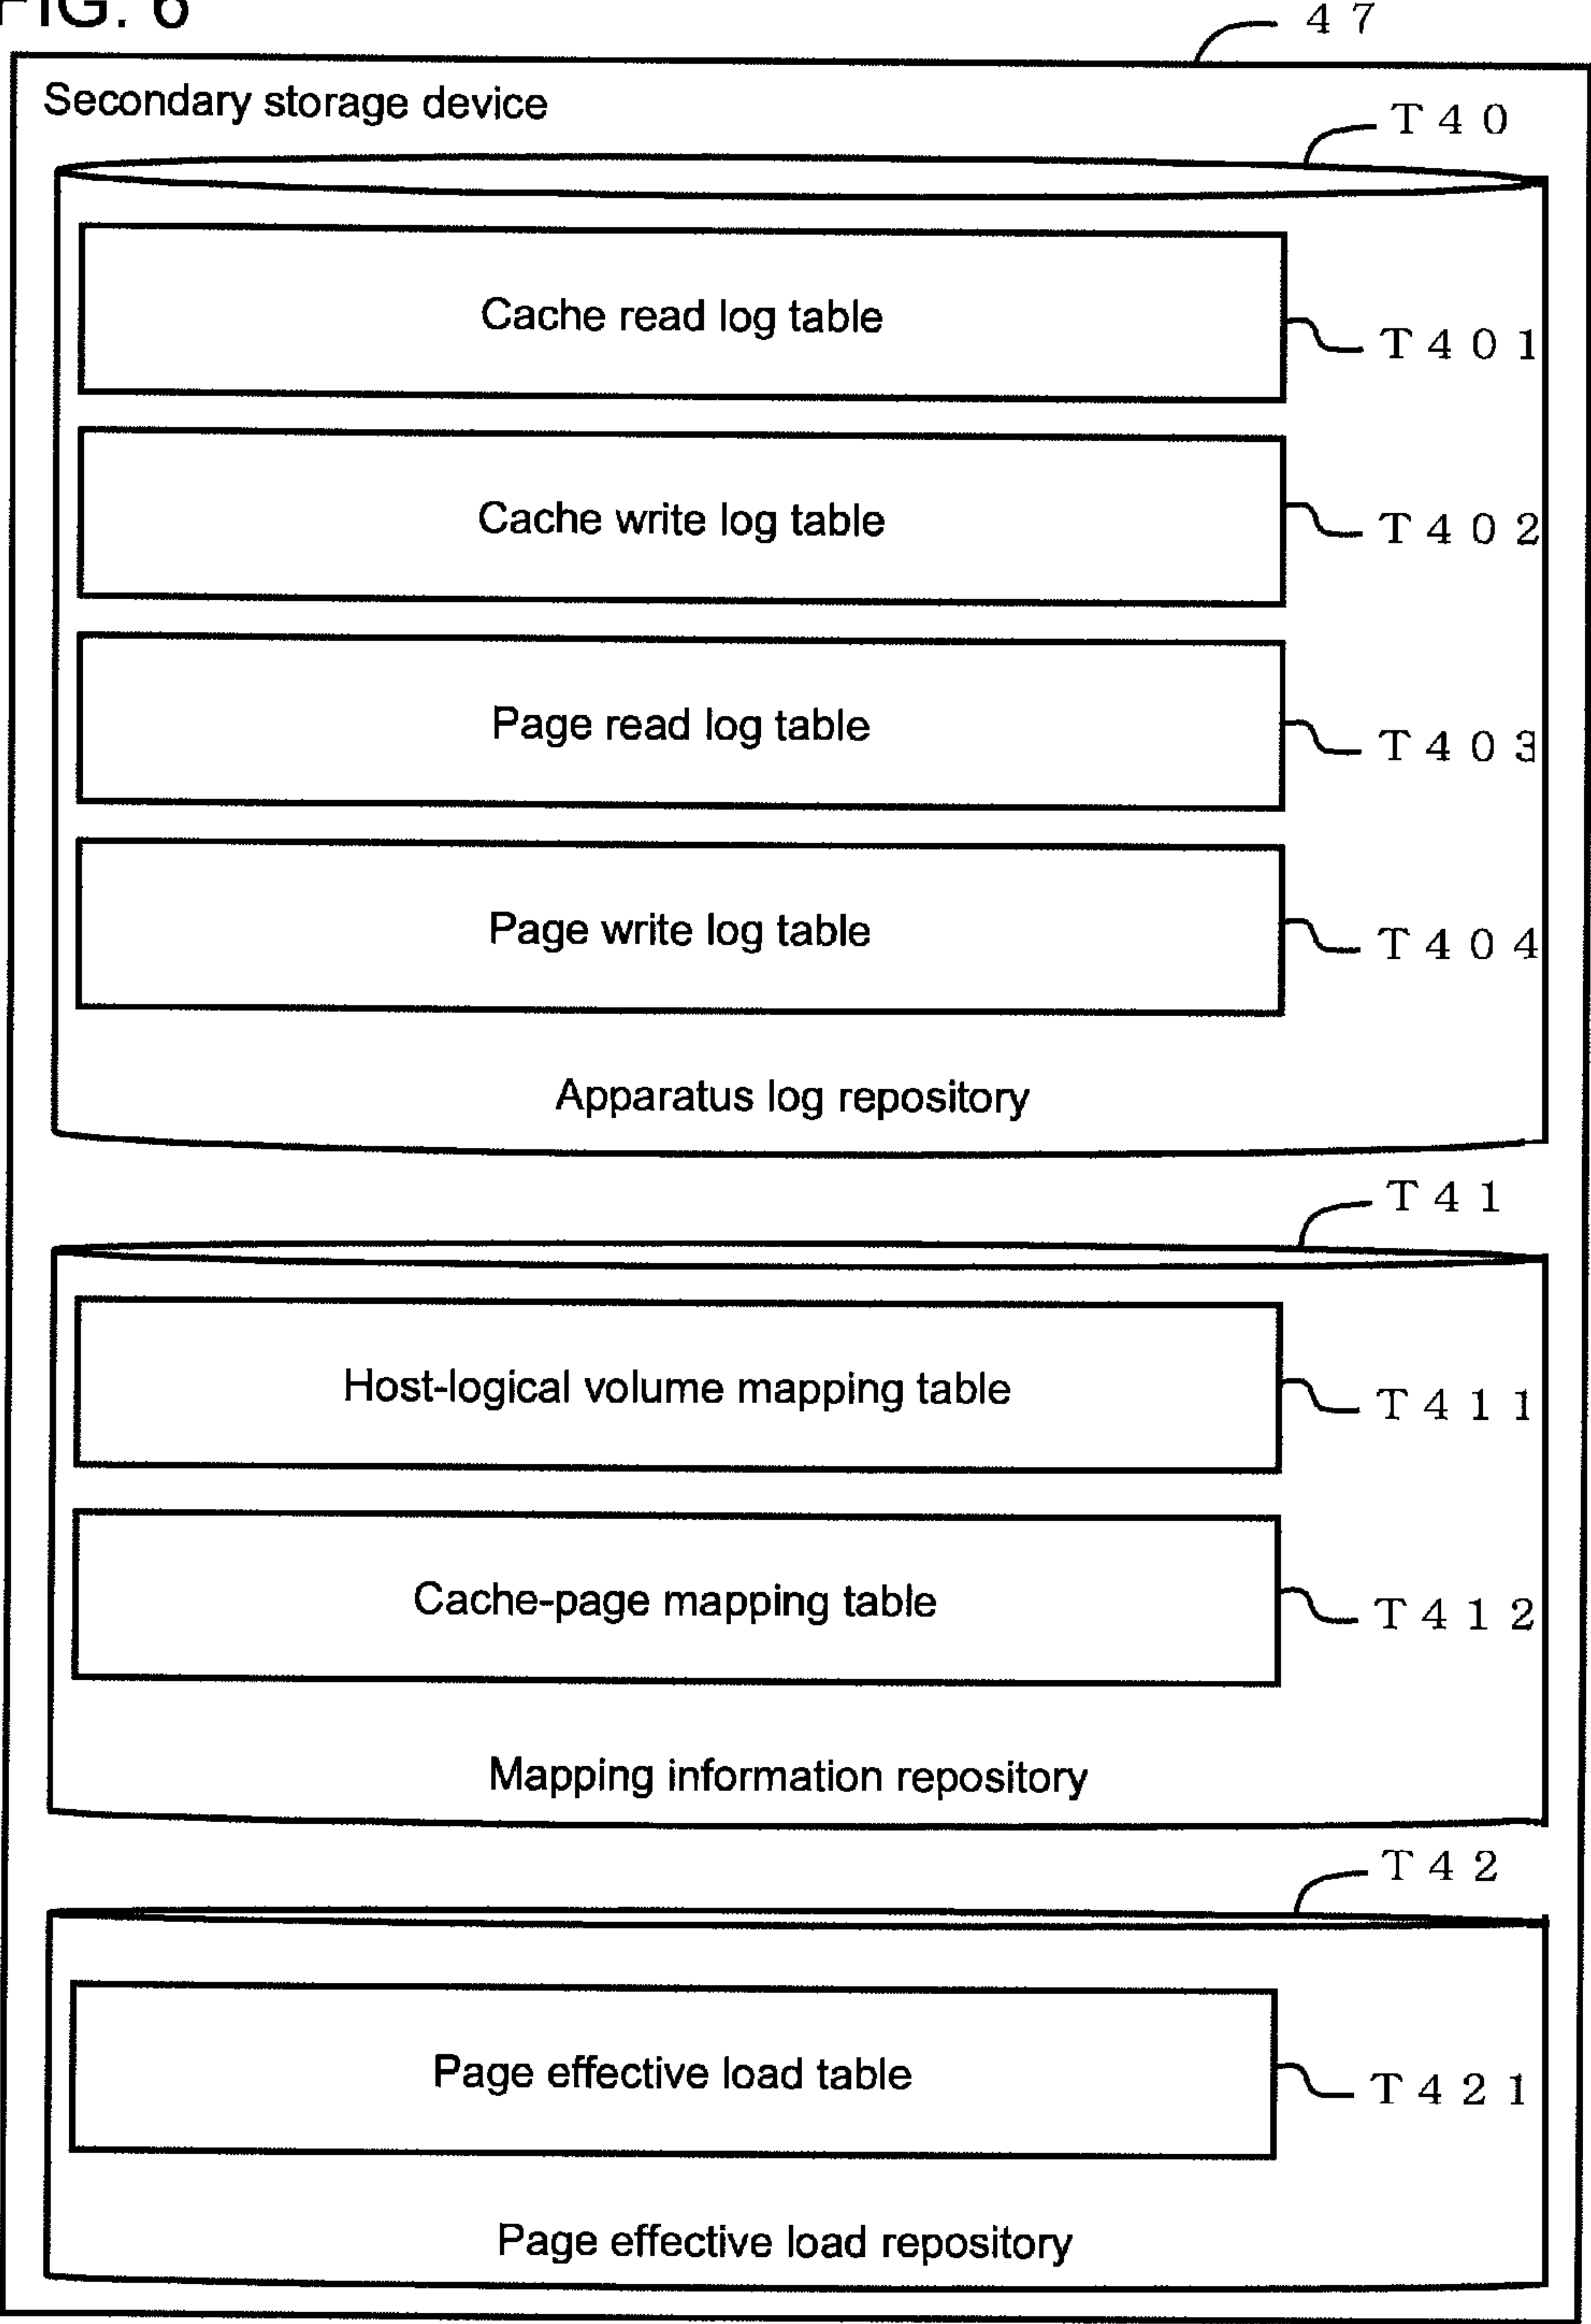 FIG. 6
47
Secondary storage device
T40
Cache read log table
T401
Cache write log table
T402
Page read log table
T403
Page write log table
T404
Apparatus log repository
T41
Host-logical volume mapping table
T411
Cache-page mapping table
T412
Mapping information repository
T42
Page effective load table
T421
Page effective load repository